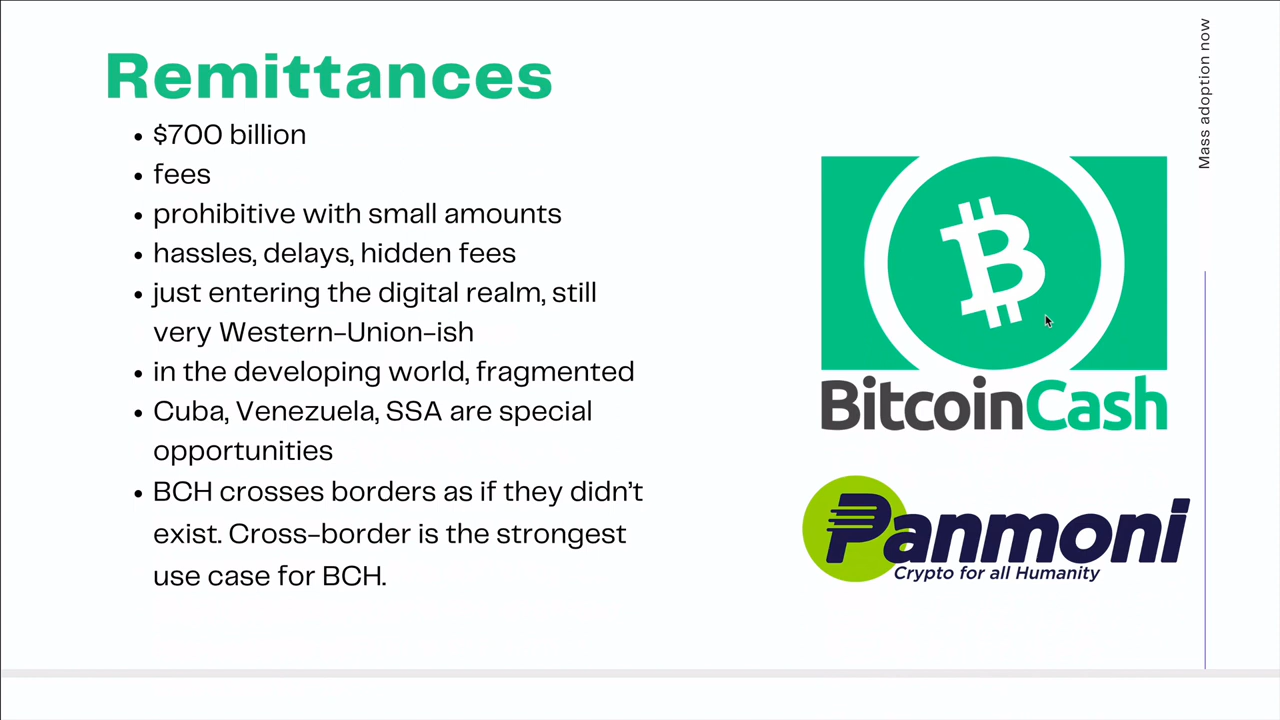 Remittances
• $700 billion
• fees
• prohibitive with small amounts
• hassles, delays, hidden fees
• just entering the digital realm, still
very Western-Union-ish
• in the developing world, fragmented
• Cuba, Venezuela, SSA are special
opportunities
• BCH crosses borders as if they didn’t
exist. Cross-border is the strongest
use case for BCH.
Mass adoption now
BitcoinCash
Panmoni
Crypto for all Humanity